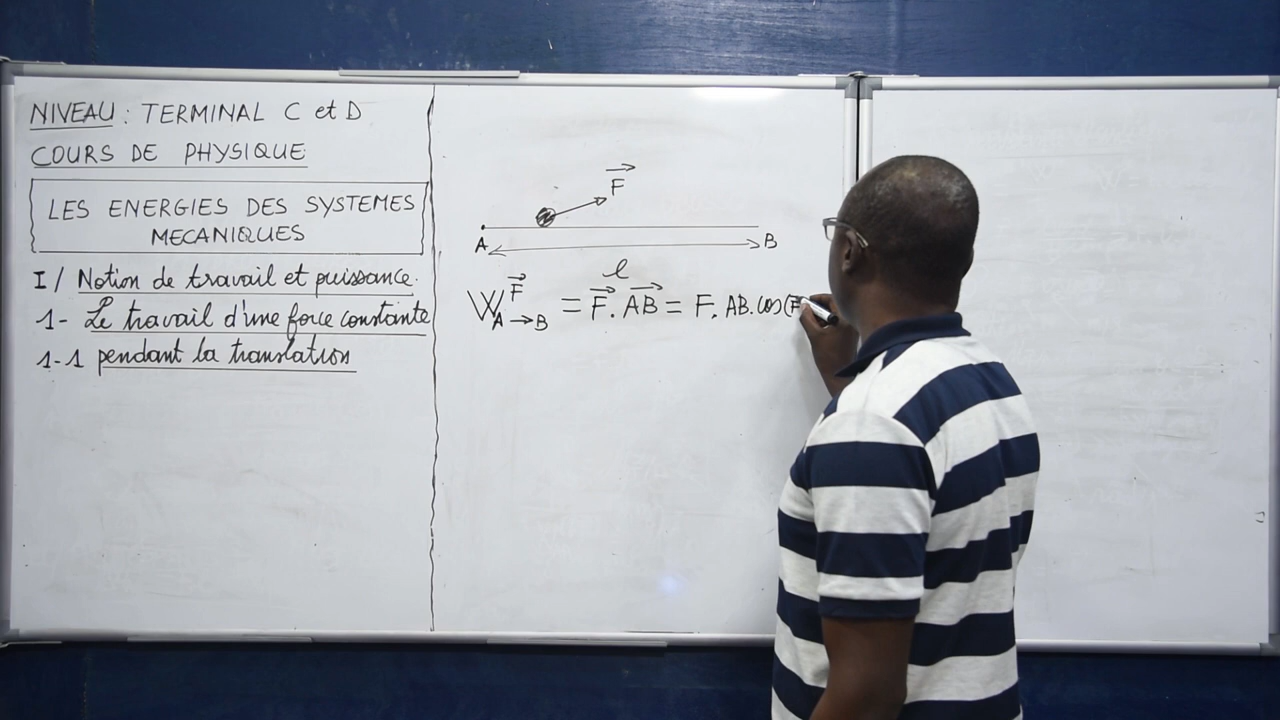 NIVEAU : TERMINAL C et D
COURS DE PHYSIQUE
LES ENERGIES DES SYSTEMES
MECANIQUES
I / Notion de travail et puissance.
1- Le travail d'une force constante
1-1 pendant la translation
F⃗
A B
l
W F⃗ A→B = F⃗. AB⃗ = F. AB. cos(F